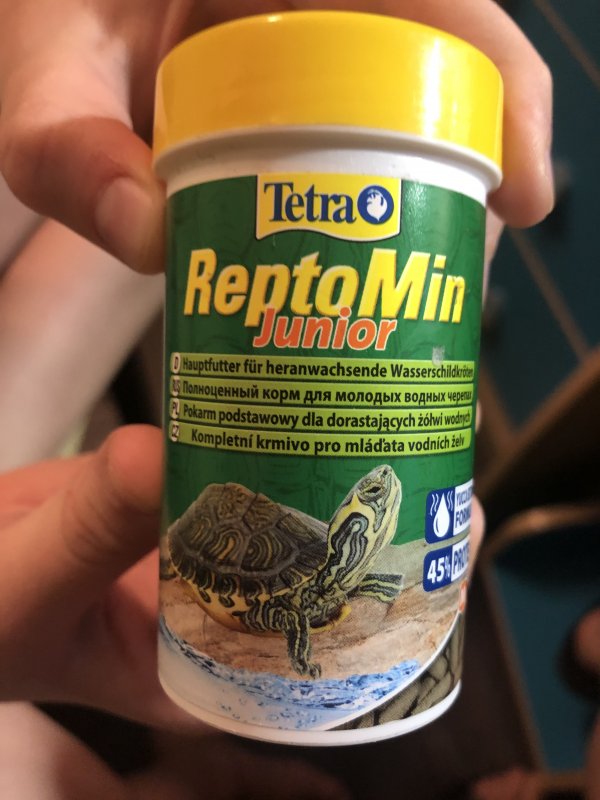 Tetra
ReptoMin
Junior
D Hauptfutter für heranwachsende Wasserschildkröten
RUS Полноценный корм для молодых водных черепах
PL Pokarm podstawowy dla dorastających żółwi wodnych
CZ Kompletní krmivo pro mláďata vodních želv
45%